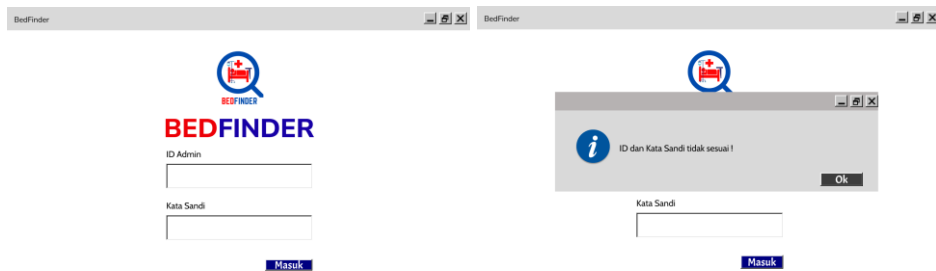 BedFinder
BEDFINDER
BEDFINDER
ID Admin
Kata Sandi
Masuk
BedFinder
ID dan Kata Sandi tidak sesuai !
Ok
Kata Sandi
Masuk